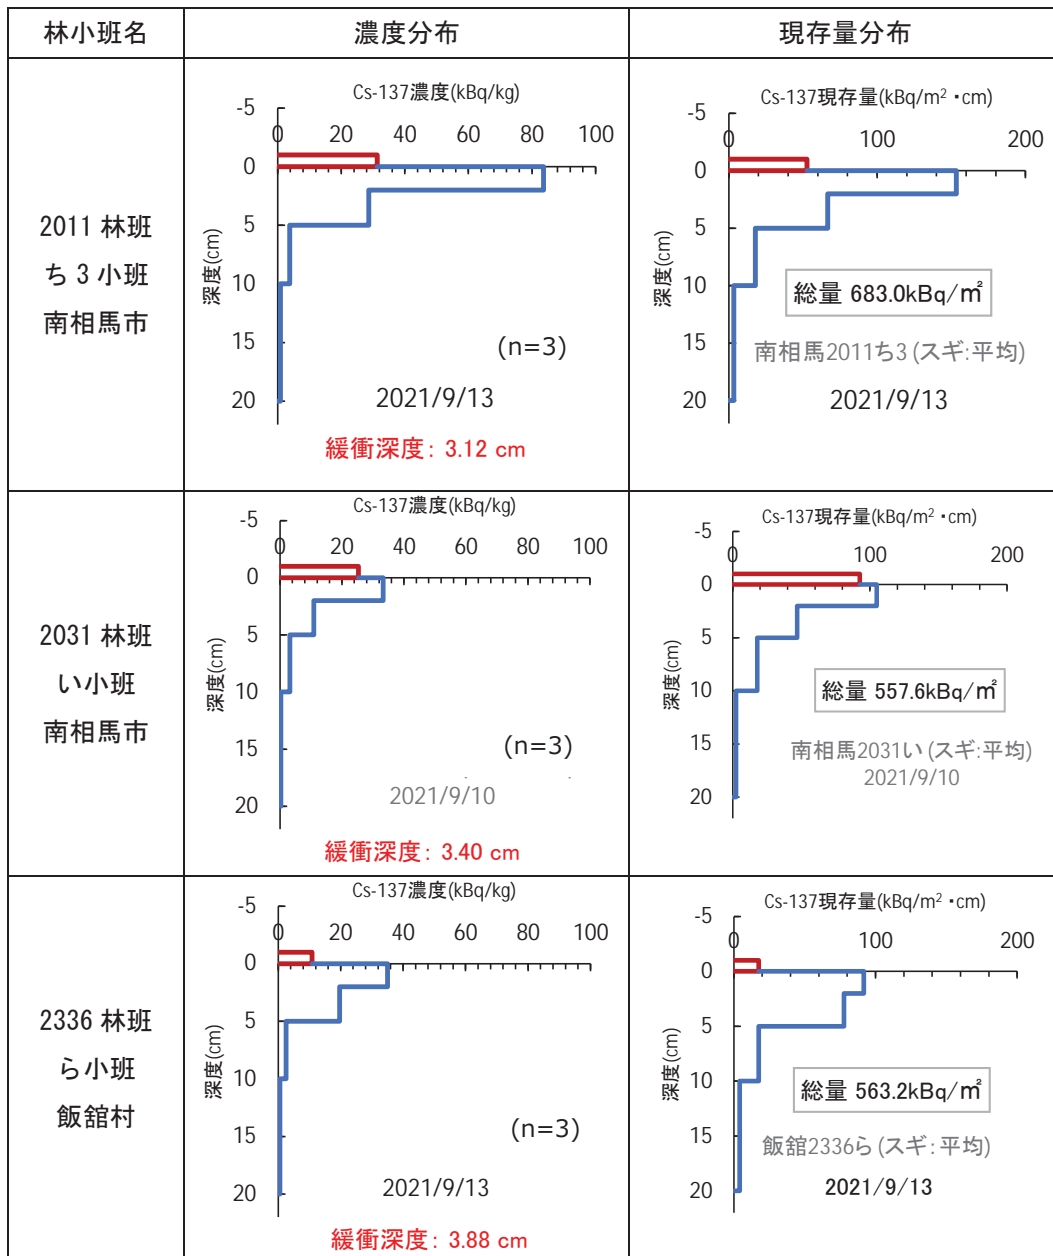 林小班名
濃度分布
現存量分布
2011 林班
ち 3 小班
南相馬市
Cs-137濃度(kBq/kg)
-5
0 20 40 60 80 100
0
5
10
15
20
深度(cm)
(n=3)
2021/9/13
緩衝深度: 3.12 cm
Cs-137現存量(kBq/m²・cm)
-5
0 100 200
0
5
10
15
20
深度(cm)
総量 683.0kBq/㎡
南相馬2011ち3 (スギ:平均)
2021/9/13
2031 林班
い小班
南相馬市
Cs-137濃度(kBq/kg)
-5
0 20 40 60 80 100
0
5
10
15
20
深度(cm)
(n=3)
2021/9/10
緩衝深度: 3.40 cm
Cs-137現存量(kBq/m²・cm)
-5
0 100 200
0
5
10
15
20
深度(cm)
総量 557.6kBq/㎡
南相馬2031い (スギ:平均)
2021/9/10
2336 林班
ら小班
飯舘村
Cs-137濃度(kBq/kg)
-5
0 20 40 60 80 100
0
5
10
15
20
深度(cm)
(n=3)
2021/9/13
緩衝深度: 3.88 cm
Cs-137現存量(kBq/m²・cm)
-5
0 100 200
0
5
10
15
20
深度(cm)
総量 563.2kBq/㎡
飯舘2336ら (スギ:平均)
2021/9/13